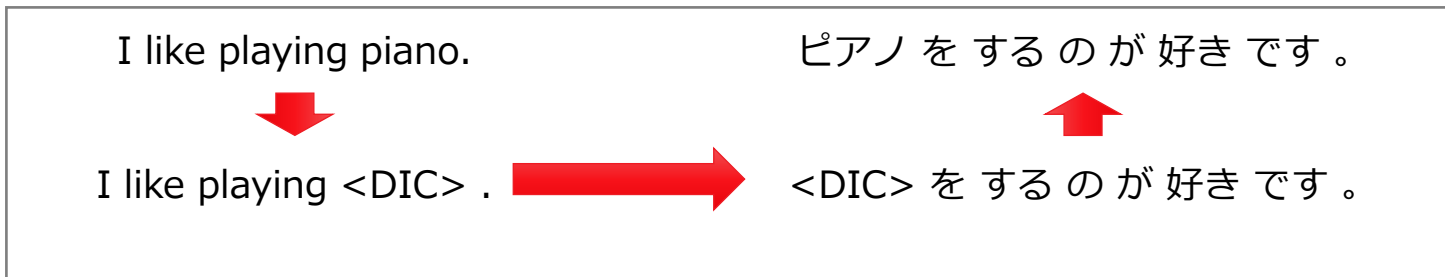 I like playing piano.
ピアノ を する の が 好き です 。
I like playing <DIC> .
<DIC> を する の が 好き です 。